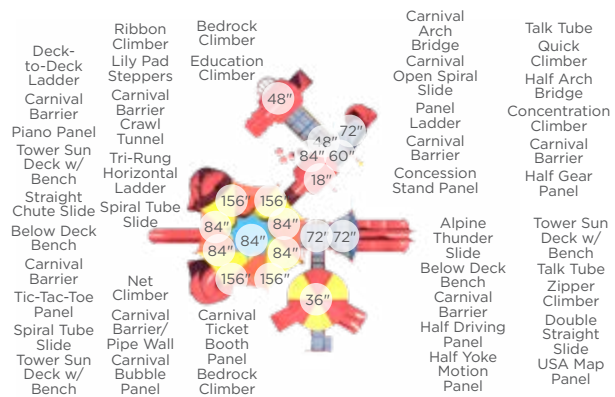 Deck-
to-Deck
Ladder
Carnival
Barrier
Piano Panel
Tower Sun
Deck w/
Bench
Straight
Chute Slide
Below Deck
Bench
Carnival
Barrier
Tic-Tac-Toe
Panel
Spiral Tube
Slide
Tower Sun
Deck w/
Bench
Ribbon
Climber
Lily Pad
Steppers
Carnival
Barrier
Crawl
Tunnel
Tri-Rung
Horizontal
Ladder
Spiral Tube
Slide
Net
Climber
Carnival
Barrier/
Pipe Wall
Carnival
Bubble
Panel
Bedrock
Climber
Education
Climber
Carnival
Ticket
Booth
Panel
Bedrock
Climber
48"
48"
72"
84"
60"
18"
156"
156"
84"
84"
84"
84"
84"
156"
156"
72"
72"
36"
Carnival
Arch
Bridge
Carnival
Open Spiral
Slide
Panel
Ladder
Carnival
Barrier
Concession
Stand Panel
Alpine
Thunder
Slide
Below Deck
Bench
Carnival
Barrier
Half Driving
Panel
Half Yoke
Motion
Panel
Talk Tube
Quick
Climber
Half Arch
Bridge
Concentration
Climber
Carnival
Barrier
Half Gear
Panel
Tower Sun
Deck w/
Bench
Talk Tube
Zipper
Climber
Double
Straight
Slide
USA Map
Panel